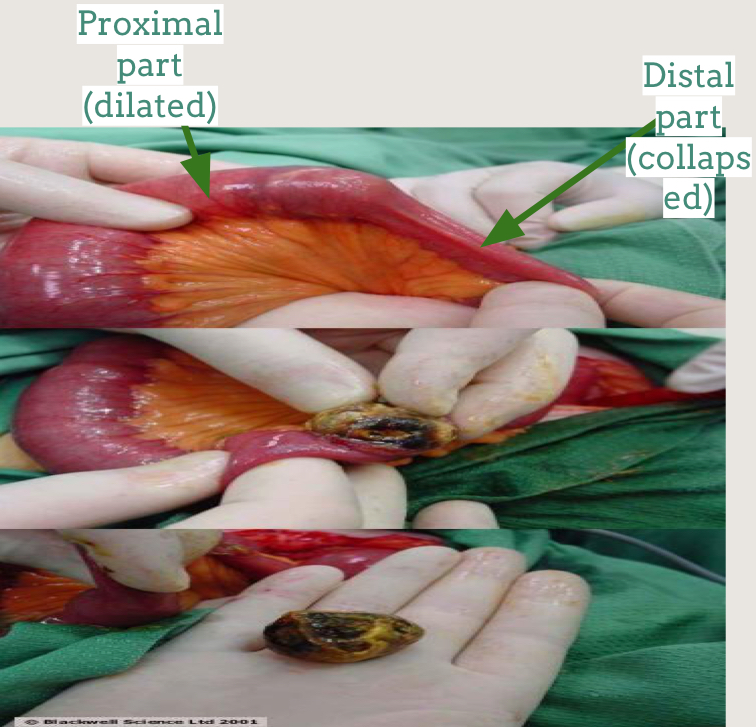 Proximal
part
(dilated)
Distal
part
(collaps
ed)
© Blackwell Science Ltd 2001